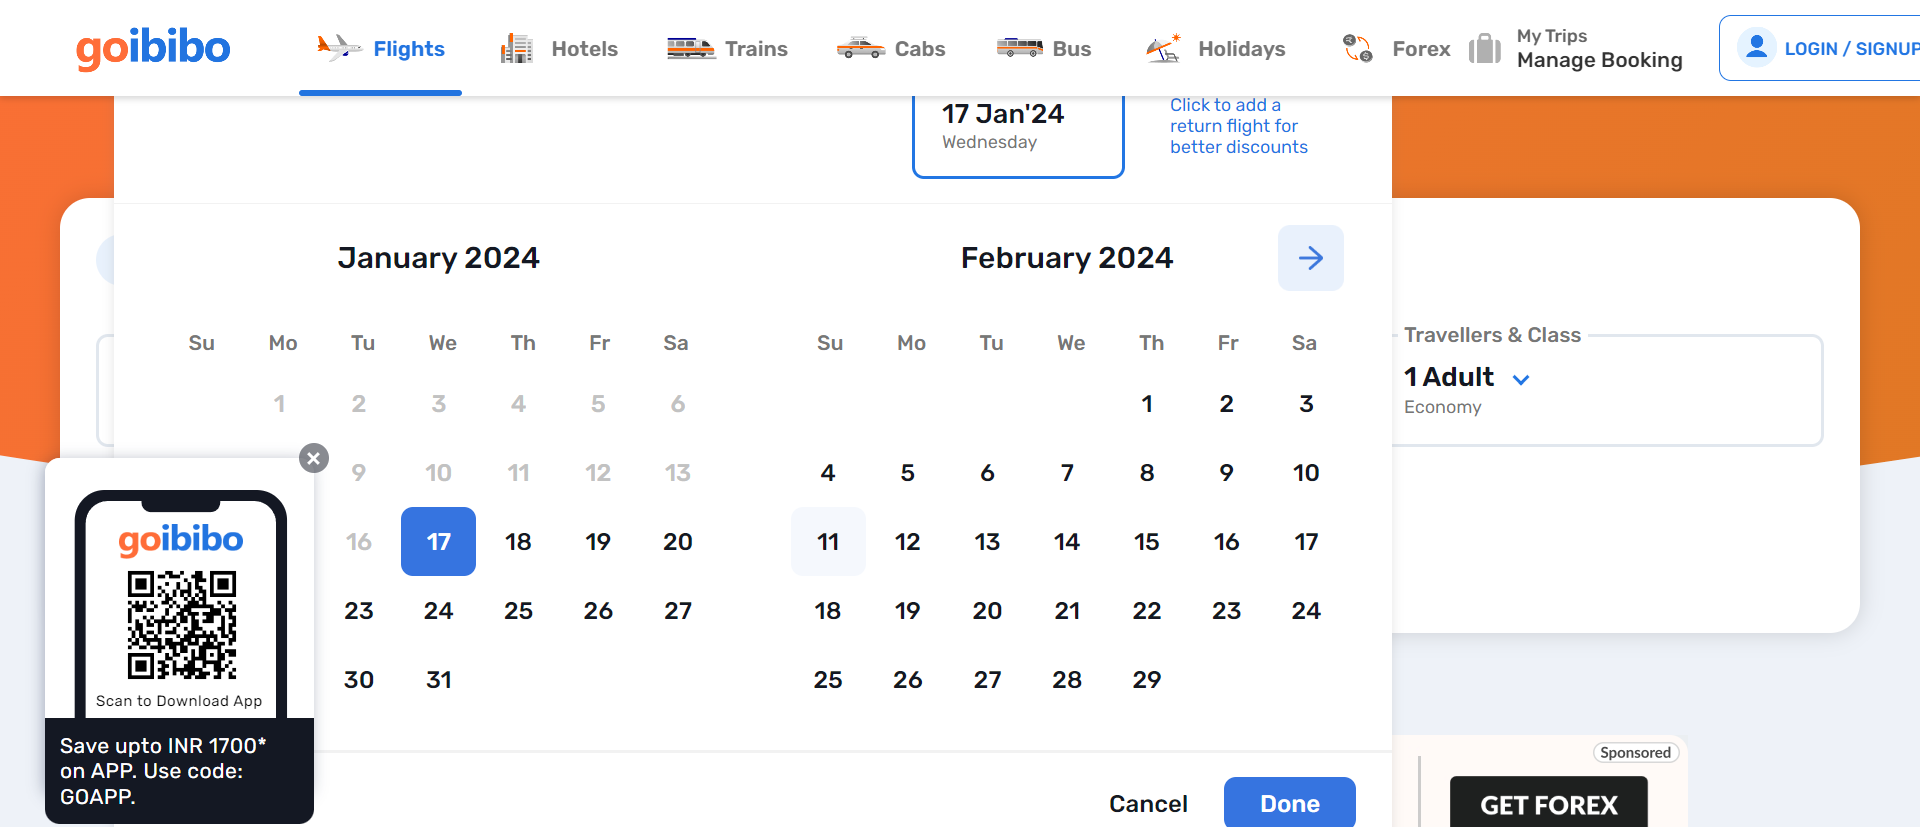 goibibo
Flights
Hotels
Trains
Cabs
Bus
Holidays
Forex
My Trips
Manage Booking
LOGIN / SIGNUP
17 Jan'24
Wednesday
Click to add a
return flight for
better discounts
January 2024
February 2024
Su Mo Tu We Th Fr Sa
1 2 3 4 5 6
9 10 11 12 13
16 17 18 19 20
23 24 25 26 27
30 31
Su Mo Tu We Th Fr Sa
1 2 3
4 5 6 7 8 9 10
11 12 13 14 15 16 17
18 19 20 21 22 23 24
25 26 27 28 29
Travellers & Class
1 Adult
Economy
goibibo
Scan to Download App
Save upto INR 1700*
on APP. Use code:
GOAPP.
Cancel
Done
Sponsored
GET FOREX